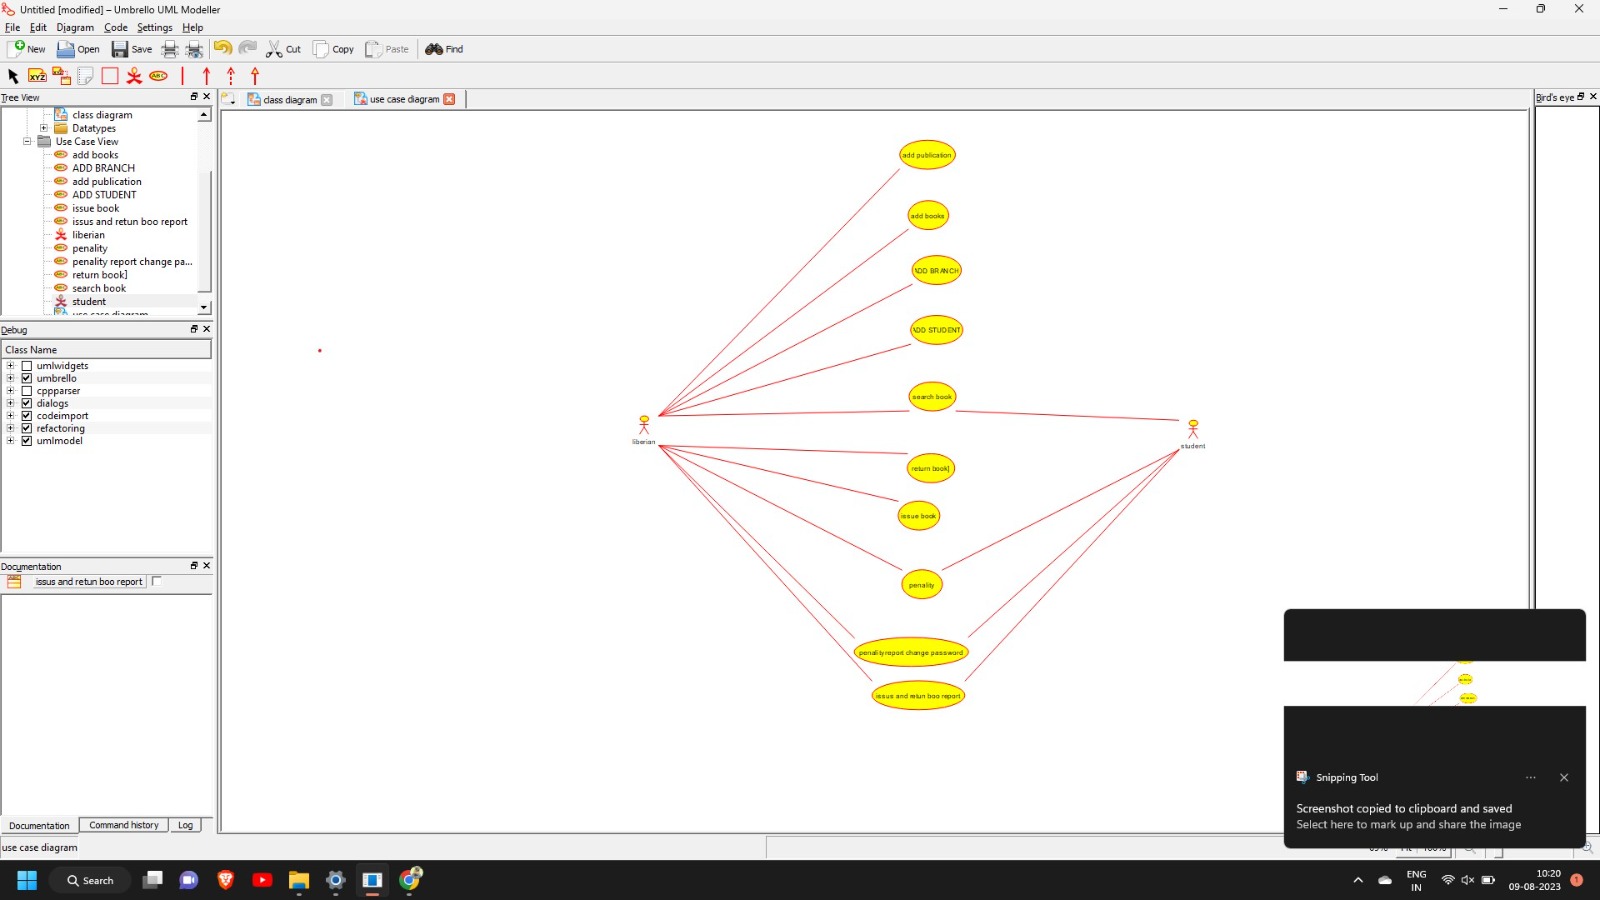 Untitled [modified] – Umbrello UML Modeller
File Edit Diagram Code Settings Help
New Open Save Cut Copy Paste Find
XYZ ABC
Tree View
class diagram use case diagram
Bird's eye
class diagram
Datatypes
Use Case View
add books
ADD BRANCH
add publication
ADD STUDENT
issue book
issus and retun boo report
liberian
penality
penality report change pa...
return book]
search book
student
use case diagram
Debug
Class Name
umlwidgets
umbrello
cppparser
dialogs
codeimport
refactoring
umlmodel
Documentation
issus and retun boo report
Documentation Command history Log
use case diagram
add publication
add books
ADD BRANCH
ADD STUDENT
search book
liberian
student
return book]
issue book
penality
penality report change password
issus and retun boo report
Snipping Tool
Screenshot copied to clipboard and saved
Select here to mark up and share the image
Search
ENG
IN
10:20
09-08-2023
1